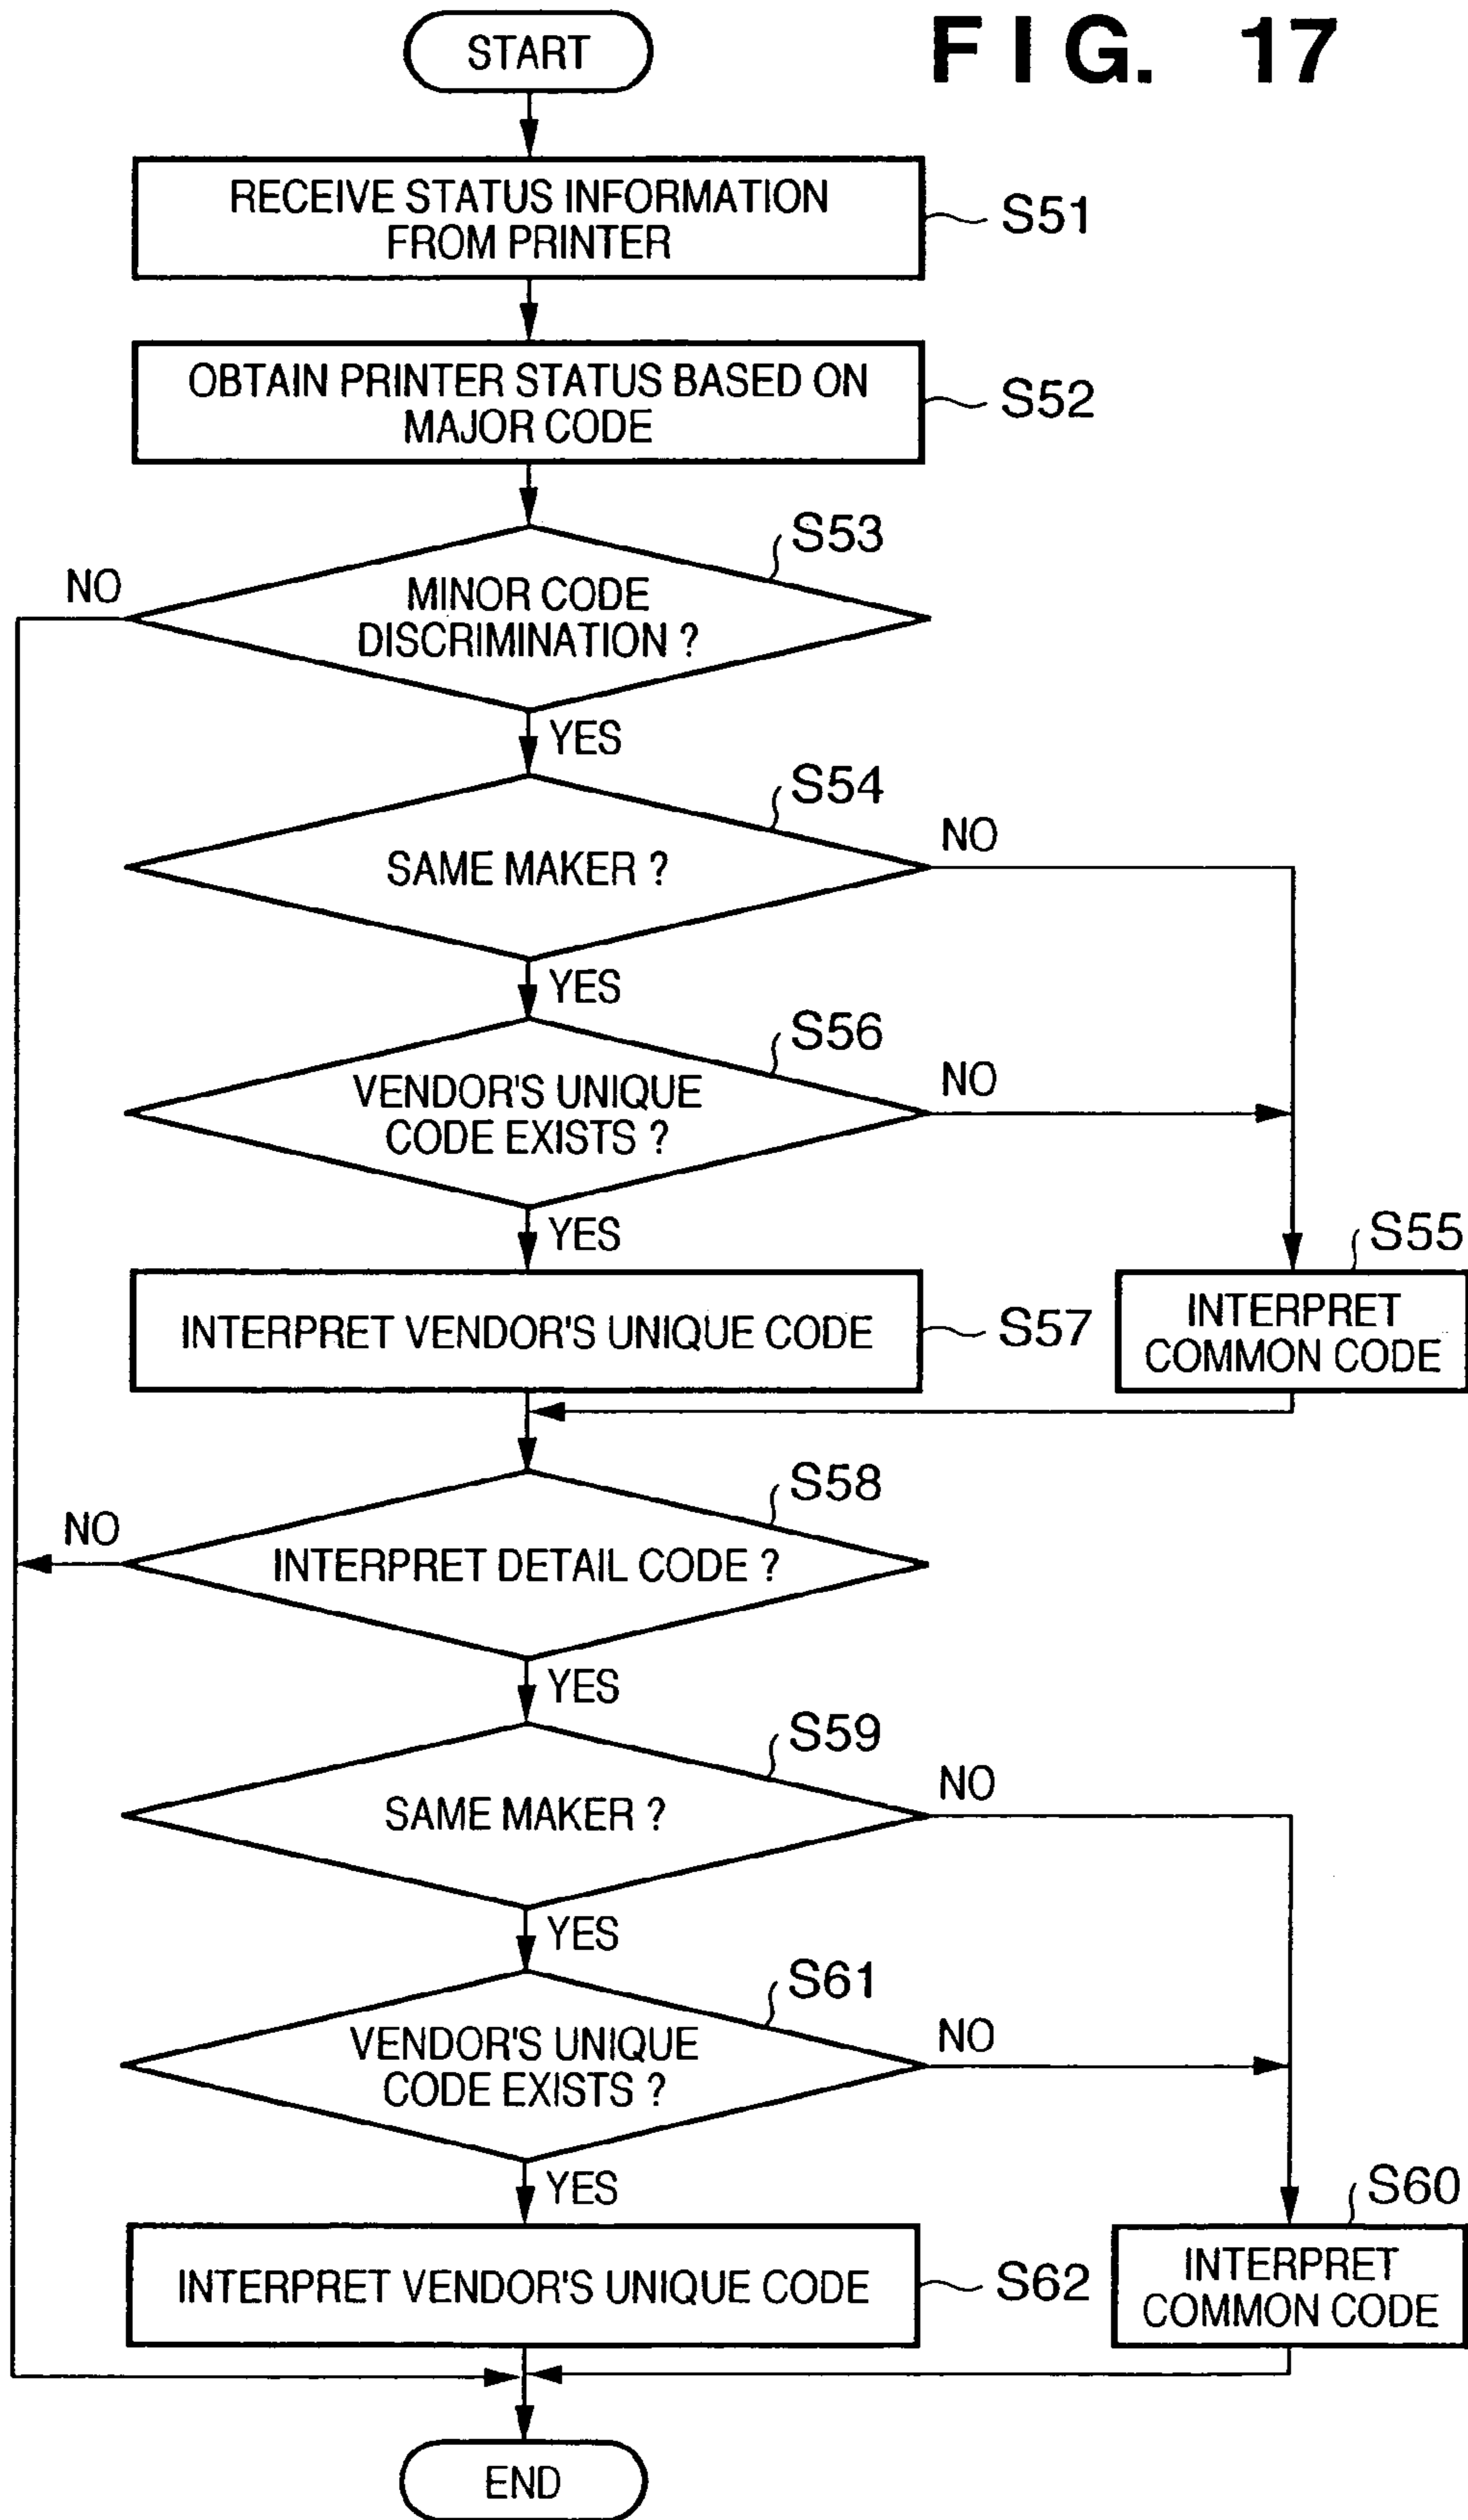 FIG. 17
START
RECEIVE STATUS INFORMATION
FROM PRINTER
S51
OBTAIN PRINTER STATUS BASED ON
MAJOR CODE
S52
S53
NO
MINOR CODE
DISCRIMINATION ?
YES
S54
NO
SAME MAKER ?
YES
S56
NO
VENDOR'S UNIQUE
CODE EXISTS ?
YES
S55
INTERPRET VENDOR'S UNIQUE CODE
S57
INTERPRET
COMMON CODE
S58
NO
INTERPRET DETAIL CODE ?
YES
S59
NO
SAME MAKER ?
YES
S61
NO
VENDOR'S UNIQUE
CODE EXISTS ?
YES
S60
INTERPRET VENDOR'S UNIQUE CODE
S62
INTERPRET
COMMON CODE
END